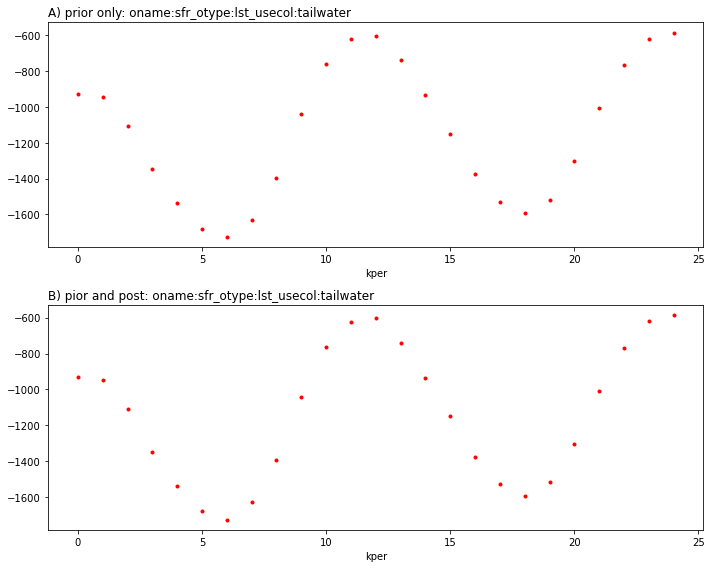 A) prior only: oname:sfr_otype:lst_usecol:tailwater
−600
−800
−1000
−1200
−1400
−1600
0 5 10 15 20 25
kper
B) pior and post: oname:sfr_otype:lst_usecol:tailwater
−600
−800
−1000
−1200
−1400
−1600
0 5 10 15 20 25
kper